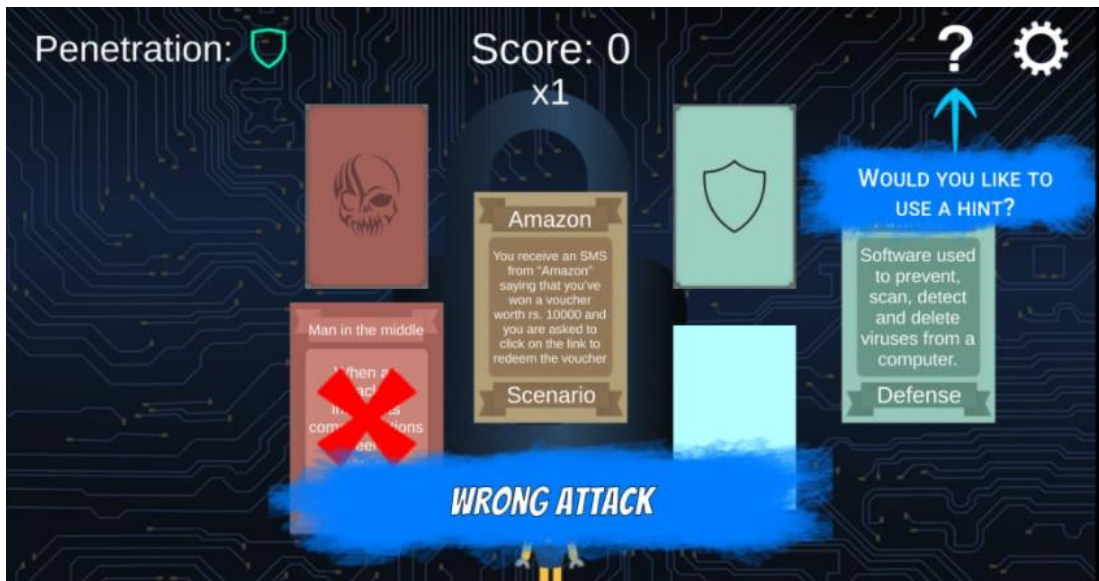 Penetration:
Score: 0
x1
?
WOULD YOU LIKE TO
USE A HINT?
Amazon
You receive an SMS
from "Amazon"
saying that you've
won a voucher
worth rs. 10000 and
you are asked to
click on the link to
redeem the voucher
Scenario
Man in the middle
When an
Software used
to prevent,
scan, detect
and delete
viruses from a
computer.
Defense
WRONG ATTACK